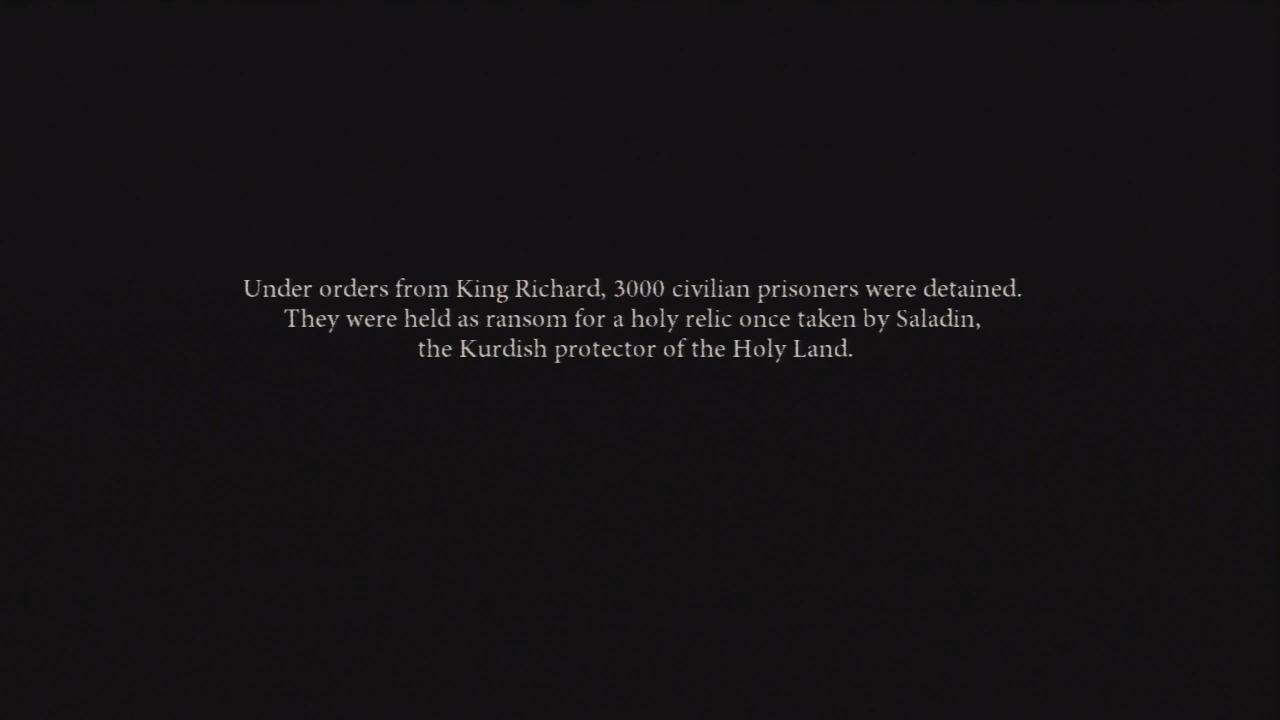 Under orders from King Richard, 3000 civilian prisoners were detained.
They were held as ransom for a holy relic once taken by Saladin,
the Kurdish protector of the Holy Land.